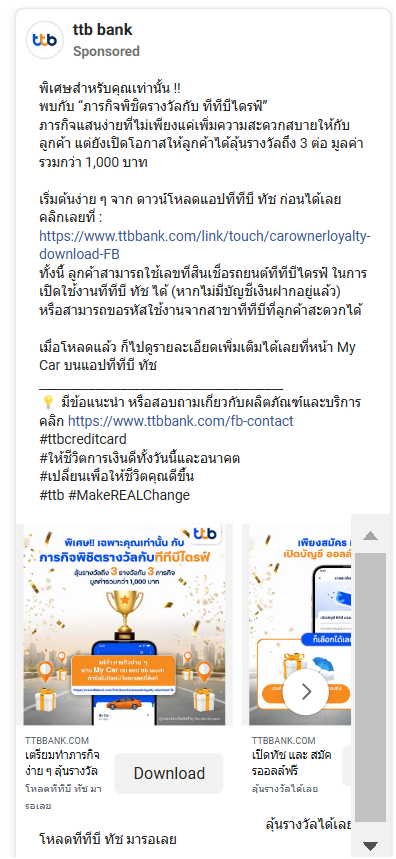 ttb
ttb bank
Sponsored
พิเศษสำหรับคุณเท่านั้น !!
พบกับ “ภารกิจพิชิตรางวัลกับ ทีทีบีไดรฟ์”
ภารกิจแสนง่ายที่ไม่เพียงแค่เพิ่มความสะดวกสบายให้กับ
ลูกค้า แต่ยังเปิดโอกาสให้ลูกค้าได้ลุ้นรางวัลถึง 3 ต่อ มูลค่า
รวมกว่า 1,000 บาท
เริ่มต้นง่าย ๆ จาก ดาวน์โหลดแอปทีทีบี ทัช ก่อนได้เลย
คลิกเลยที่ :
https://www.ttbbank.com/link/touch/carownerloyalty-
download-FB
ทั้งนี้ ลูกค้าสามารถใช้เลขที่สินเชื่อรถยนต์ทีทีบีไดรฟ์ ในการ
เปิดใช้งานทีทีบี ทัช ได้ (หากไม่มีบัญชีเงินฝากอยู่แล้ว)
หรือสามารถขอรหัสใช้งานจากสาขาทีทีบีที่ลูกค้าสะดวกได้
เมื่อโหลดแล้ว ก็ไปดูรายละเอียดเพิ่มเติมได้เลยที่หน้า My
Car บนแอปทีทีบี ทัช
มีข้อแนะนำ หรือสอบถามเกี่ยวกับผลิตภัณฑ์และบริการ
คลิก https://www.ttbbank.com/fb-contact
#ttbcreditcard
#ให้ชีวิตการเงินดีทั้งวันนี้และอนาคต
#เปลี่ยนเพื่อให้ชีวิตคุณดีขึ้น
#ttb #MakeREALChange
ttb
พิเศษ!! เฉพาะคุณเท่านั้น กับ
ภารกิจพิชิตรางวัลกับทีทีบีไดรฟ์
ลุ้นรางวัลถึง 3 รางวัลกับ 3 ภารกิจ
มูลค่ารวมกว่า 1,000 บาท
ผ่าน My Car บน แอป ttb touch
เพียงสมัคร
เปิดบัญชี ออลล์
ก็เลือกได้เลย
TTBBANK.COM
เตรียมทำภารกิจ
ง่าย ๆ ลุ้นรางวัล
โหลดทีทีบี ทัช มา
รอเลย
Download
TTBBANK.COM
เปิดทัช และ สมัค
รออลล์ฟรี
ลุ้นรางวัลได้เลย
โหลดทีทีบี ทัช มารอเลย
ลุ้นรางวัลได้เลย